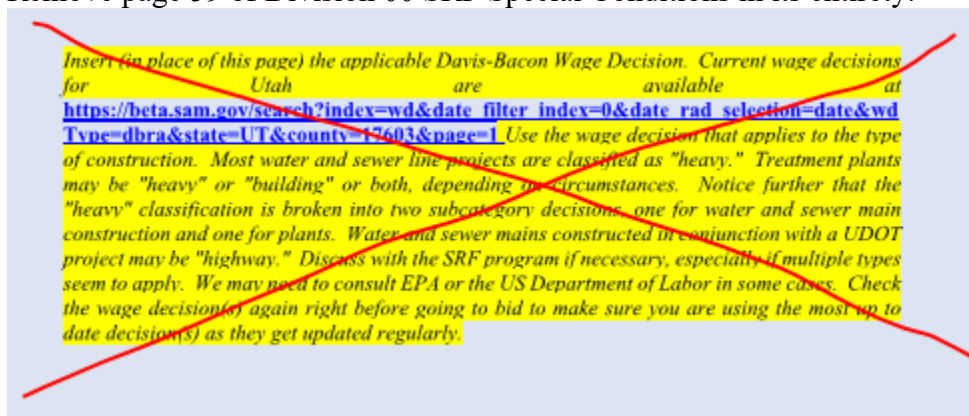 Remove page 39 of Division 00 SRF Special Conditions in its entirety.
Insert (in place of this page) the applicable Davis-Bacon Wage Decision.  Current wage decisions
for Utah are available at
https://beta.sam.gov/search?index=wd&date_filter_index=0&date_rad_selection=date&wd
Type=dbra&state=UT&county=17603&page=1 Use the wage decision that applies to the type
of construction.  Most water and sewer line projects are classified as "heavy."  Treatment plants
may be "heavy" or "building" or both, depending on circumstances.  Notice further that the
"heavy" classification is broken into two subcategory decisions, one for water and sewer main
construction and one for plants.  Water and sewer mains constructed in conjunction with a UDOT
project may be "highway."  Discuss with the SRF program if necessary, especially if multiple types
seem to apply.  We may need to consult EPA or the US Department of Labor in some cases.  Check
the wage decision(s) again right before going to bid to make sure you are using the most up to
date decision(s) as they get updated regularly.